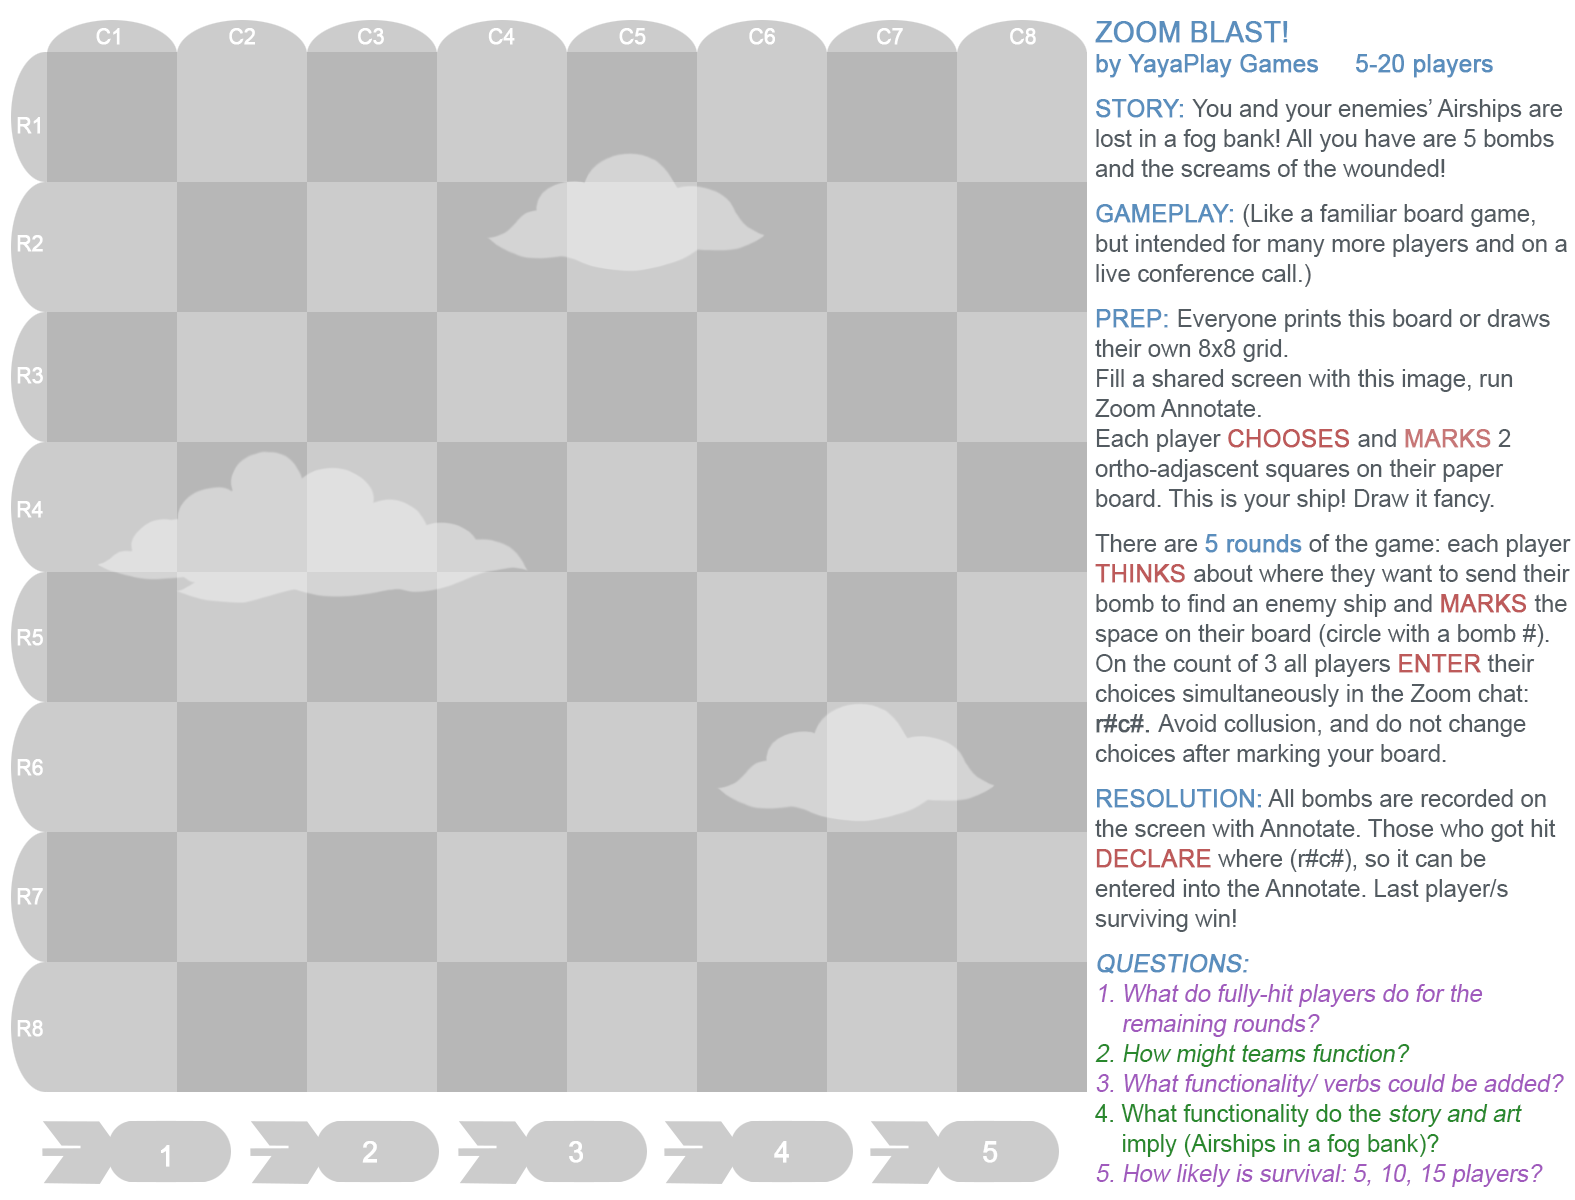 C1 C2 C3 C4 C5 C6 C7 C8
R1
R2
R3
R4
R5
R6
R7
R8
1 2 3 4 5
ZOOM BLAST!
by YayaPlay Games 5-20 players
STORY: You and your enemies’ Airships are
lost in a fog bank! All you have are 5 bombs
and the screams of the wounded!
GAMEPLAY: (Like a familiar board game,
but intended for many more players and on a
live conference call.)
PREP: Everyone prints this board or draws
their own 8x8 grid.
Fill a shared screen with this image, run
Zoom Annotate.
Each player CHOOSES and MARKS 2
ortho-adjascent squares on their paper
board. This is your ship! Draw it fancy.
There are 5 rounds of the game: each player
THINKS about where they want to send their
bomb to find an enemy ship and MARKS the
space on their board (circle with a bomb #).
On the count of 3 all players ENTER their
choices simultaneously in the Zoom chat:
r#c#. Avoid collusion, and do not change
choices after marking your board.
RESOLUTION: All bombs are recorded on
the screen with Annotate. Those who got hit
DECLARE where (r#c#), so it can be
entered into the Annotate. Last player/s
surviving win!
QUESTIONS:
1. What do fully-hit players do for the
remaining rounds?
2. How might teams function?
3. What functionality/ verbs could be added?
4. What functionality do the story and art
imply (Airships in a fog bank)?
5. How likely is survival: 5, 10, 15 players?